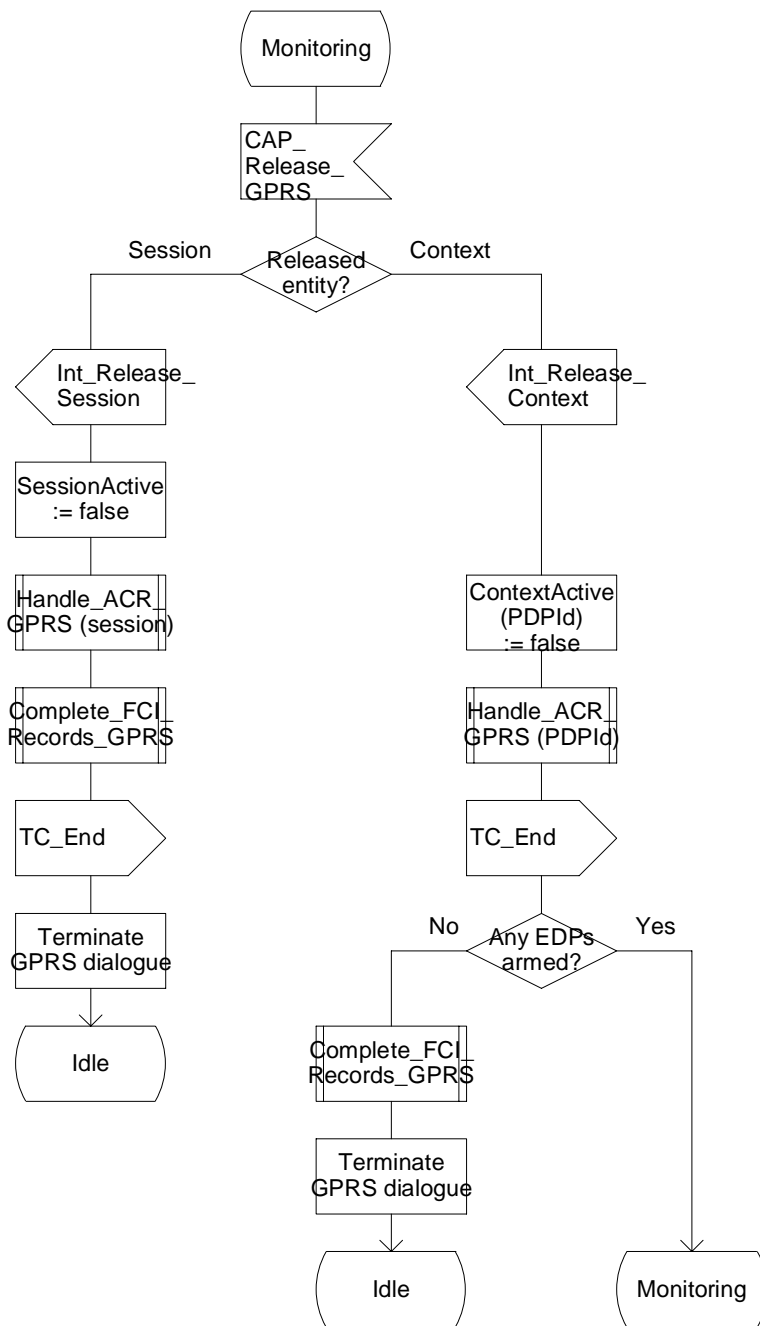 Monitoring
CAP_
Release_
GPRS
Session
Released
entity?
Context
Int_Release_
Session
Int_Release_
Context
SessionActive
:= false
Handle_ACR_
GPRS (session)
ContextActive
(PDPId)
:= false
Complete_FCI_
Records_GPRS
Handle_ACR_
GPRS (PDPId)
TC_End
TC_End
Terminate
GPRS dialogue
No
Any EDPs
armed?
Yes
Idle
Complete_FCI_
Records_GPRS
Terminate
GPRS dialogue
Idle
Monitoring